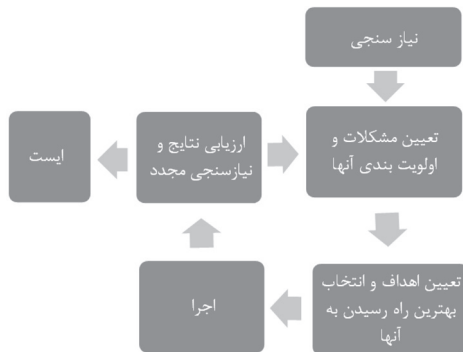 نیاز سنجی
تعیین مشکلات و
اولویت بندی آنها
ارزیابی نتایج و
نیازسنجی مجدد
ایست
تعیین اهداف و انتخاب
بهترین راه رسیدن به
آنها
اجرا